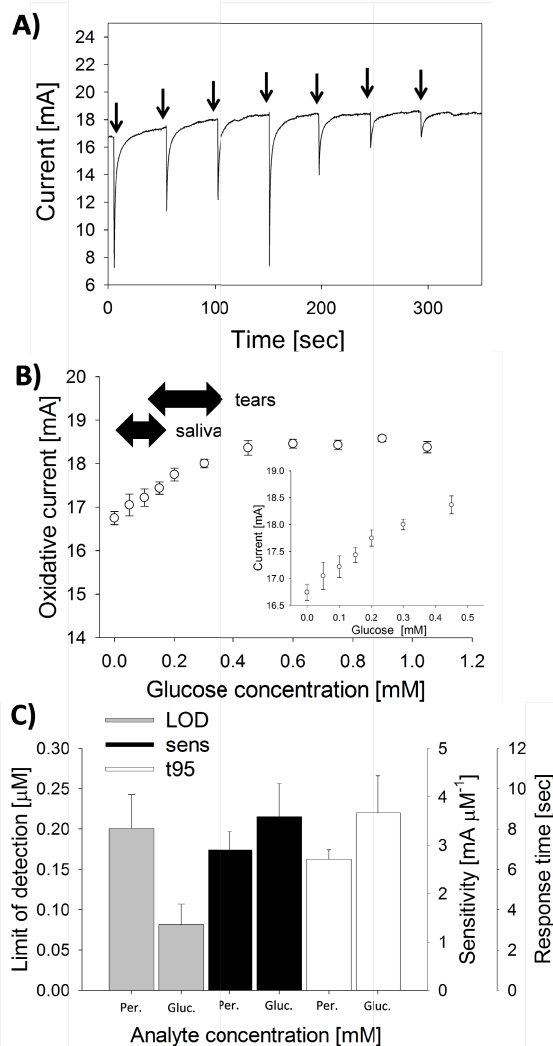 A)
Current [mA]
24
22
20
18
16
14
12
10
8
6
0
100
200
300
Time [sec]
B)
Oxidative current [mA]
20
19
18
17
16
15
14
tears
saliva
Current [mA]
19.0
18.5
18.0
17.5
17.0
16.5
0.0
0.1
0.2
0.3
0.4
0.5
Glucose [mM]
0.0
0.2
0.4
0.6
0.8
1.0
1.2
Glucose concentration [mM]
C)
LOD
sens
t95
Limit of detection [µM]
0.30
0.25
0.20
0.15
0.10
0.05
0.00
Sensitivity [mA µM⁻¹]
5
4
3
2
1
0
Response time [sec]
12
10
8
6
4
2
0
Per.
Gluc.
Per.
Gluc.
Per.
Gluc.
Analyte concentration [mM]